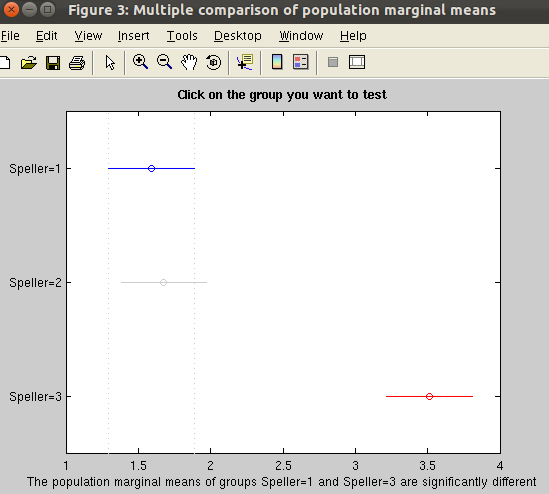 Figure 3: Multiple comparison of population marginal means
File Edit View Insert Tools Desktop Window Help
Click on the group you want to test
Speller=1
Speller=2
Speller=3
1 1.5 2 2.5 3 3.5 4
The population marginal means of groups Speller=1 and Speller=3 are significantly different